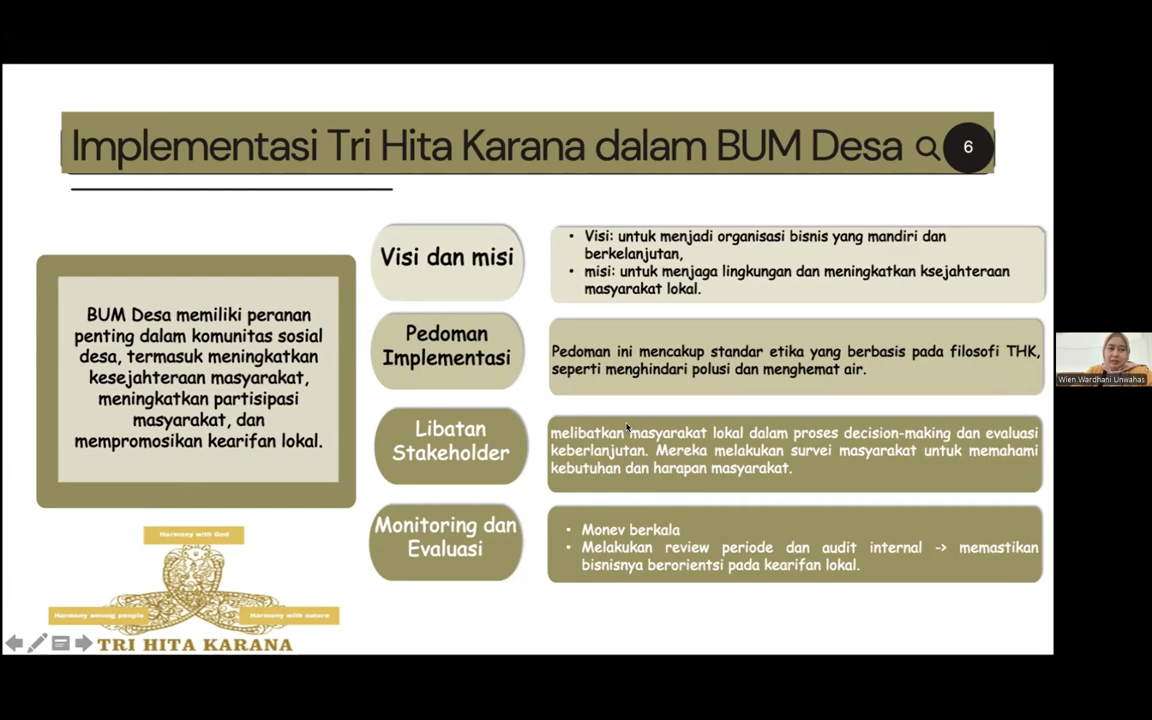 Implementasi Tri Hita Karana dalam BUM Desa
6
BUM Desa memiliki peranan
penting dalam komunitas sosial
desa, termasuk meningkatkan
kesejahteraan masyarakat,
meningkatkan partisipasi
masyarakat, dan
mempromosikan kearifan lokal.
Visi dan misi
• Visi: untuk menjadi organisasi bisnis yang mandiri dan
berkelanjutan,
• misi: untuk menjaga lingkungan dan meningkatkan ksejahteraan
masyarakat lokal.
Pedoman
Implementasi
Pedoman ini mencakup standar etika yang berbasis pada filosofi THK,
seperti menghindari polusi dan menghemat air.
Libatan
Stakeholder
melibatkan masyarakat lokal dalam proses decision-making dan evaluasi
keberlanjutan. Mereka melakukan survei masyarakat untuk memahami
kebutuhan dan harapan masyarakat.
Monitoring dan
Evaluasi
• Monev berkala
• Melakukan review periode dan audit internal -> memastikan
bisnisnya berorientsi pada kearifan lokal.
Harmony with God
Harmony among people
Harmony with nature
TRI HITA KARANA
Wien Wardhani Unwahas